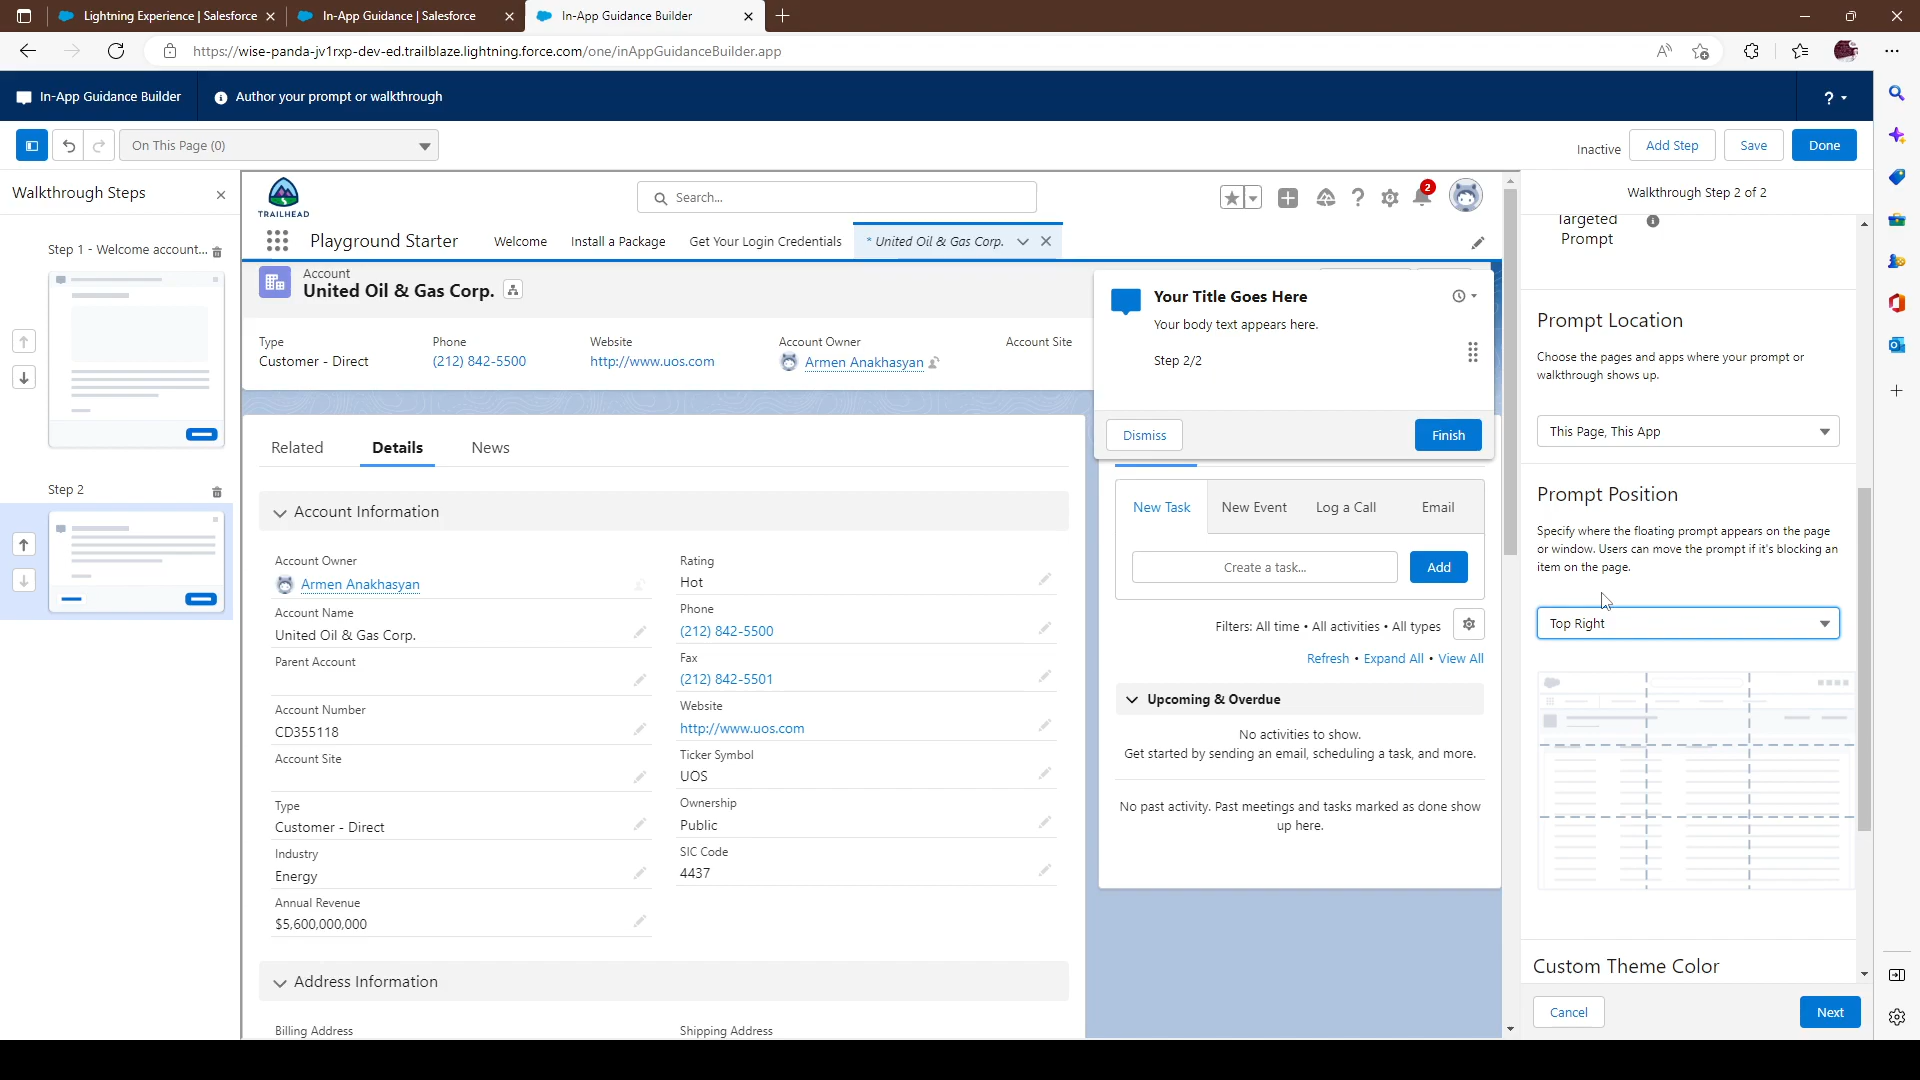 Lightning Experience | Salesforce
In-App Guidance | Salesforce
In-App Guidance Builder
https://wise-panda-jv1rxp-dev-ed.trailblaze.lightning.force.com/one/inAppGuidanceBuilder.app
In-App Guidance Builder
Author your prompt or walkthrough
?
On This Page (0)
Inactive
Add Step
Save
Done
Walkthrough Steps
Step 1 - Welcome account...
Step 2
TRAILHEAD
Search...
2
Playground Starter
Welcome
Install a Package
Get Your Login Credentials
* United Oil & Gas Corp.
Account
United Oil & Gas Corp.
Type
Customer - Direct
Phone
(212) 842-5500
Website
http://www.uos.com
Account Owner
Armen Anakhasyan
Account Site
Your Title Goes Here
Your body text appears here.
Step 2/2
Dismiss
Finish
Related
Details
News
Account Information
Account Owner
Armen Anakhasyan
Account Name
United Oil & Gas Corp.
Parent Account
Account Number
CD355118
Account Site
Type
Customer - Direct
Industry
Energy
Annual Revenue
$5,600,000,000
Rating
Hot
Phone
(212) 842-5500
Fax
(212) 842-5501
Website
http://www.uos.com
Ticker Symbol
UOS
Ownership
Public
SIC Code
4437
Address Information
Billing Address
Shipping Address
New Task
New Event
Log a Call
Email
Create a task...
Add
Filters: All time • All activities • All types
Refresh • Expand All • View All
Upcoming & Overdue
No activities to show.
Get started by sending an email, scheduling a task, and more.
No past activity. Past meetings and tasks marked as done show
up here.
Walkthrough Step 2 of 2
Targeted
Prompt
Prompt Location
Choose the pages and apps where your prompt or
walkthrough shows up.
This Page, This App
Prompt Position
Specify where the floating prompt appears on the page
or window. Users can move the prompt if it's blocking an
item on the page.
Top Right
Custom Theme Color
Cancel
Next